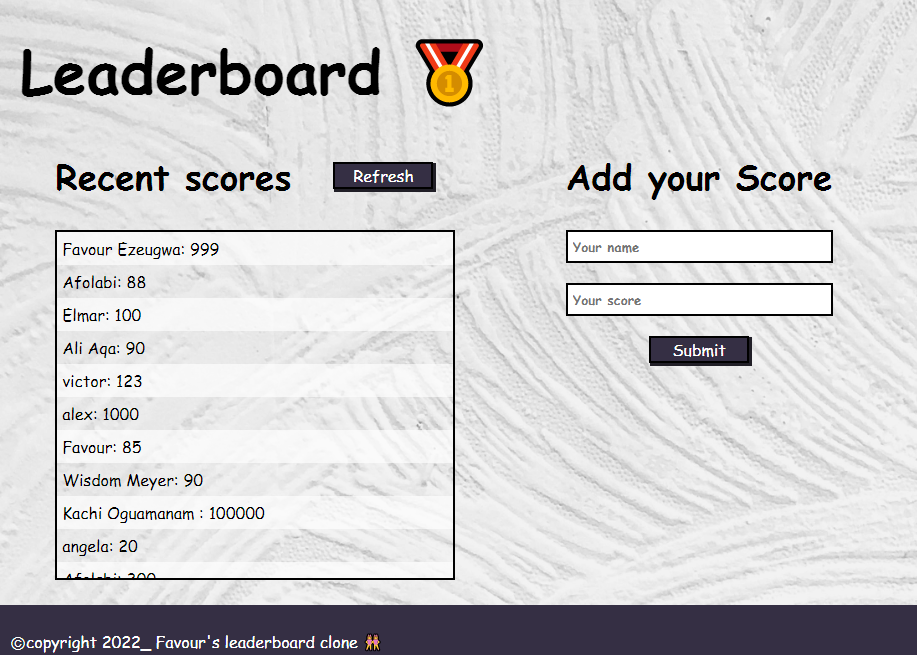 Leaderboard
Recent scores
Refresh
Favour Ezeugwa: 999
Afolabi: 88
Elmar: 100
Ali Aqa: 90
victor: 123
alex: 1000
Favour: 85
Wisdom Meyer: 90
Kachi Oguamanam : 100000
angela: 20
Afolabi: 300
Add your Score
Your name
Your score
Submit
©copyright 2022_ Favour's leaderboard clone 👯